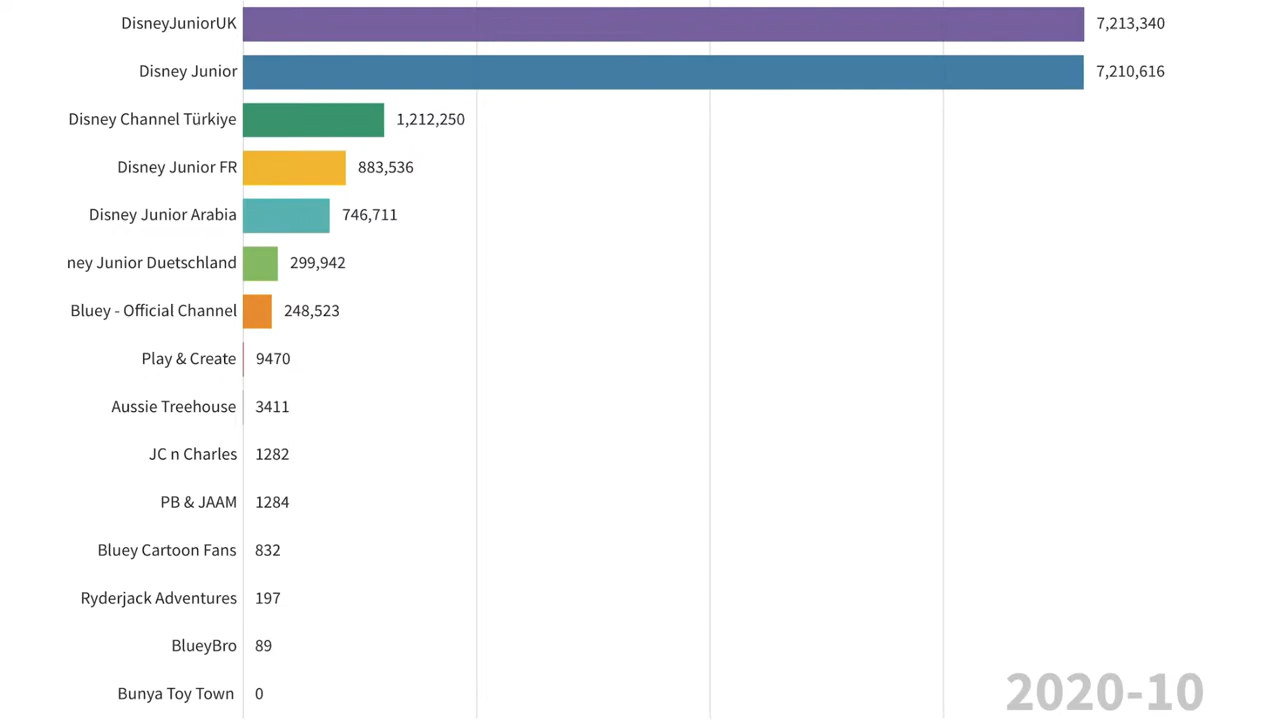 DisneyJuniorUK 7,213,340
Disney Junior 7,210,616
Disney Channel Türkiye 1,212,250
Disney Junior FR 883,536
Disney Junior Arabia 746,711
ney Junior Duetschland 299,942
Bluey - Official Channel 248,523
Play & Create 9470
Aussie Treehouse 3411
JC n Charles 1282
PB & JAAM 1284
Bluey Cartoon Fans 832
Ryderjack Adventures 197
BlueyBro 89
Bunya Toy Town 0
2020-10